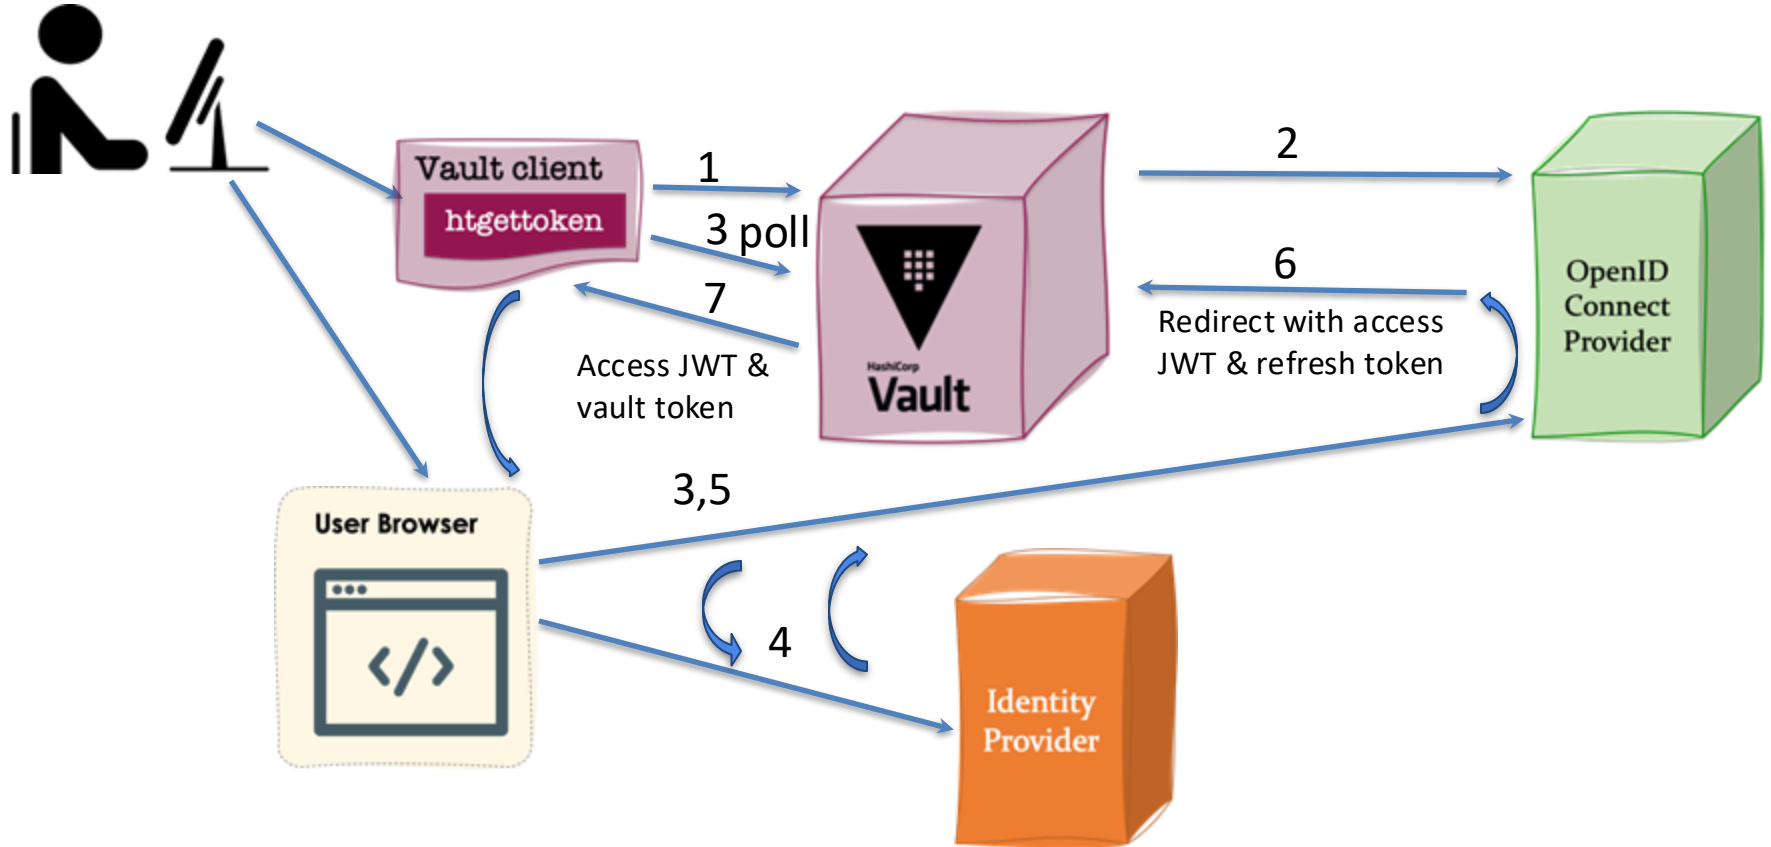 Vault client
htgettoken
1
3 poll
7
Access JWT &
vault token
HashiCorp
Vault
2
6
Redirect with access
JWT & refresh token
OpenID
Connect
Provider
User Browser
</>
3,5
4
Identity
Provider